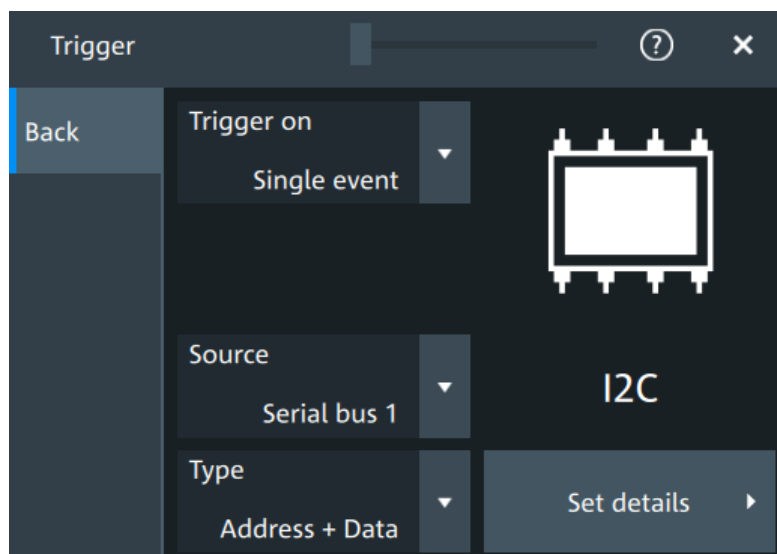 Trigger
?
Back
Trigger on
Single event
Source
Serial bus 1
I2C
Type
Address + Data
Set details